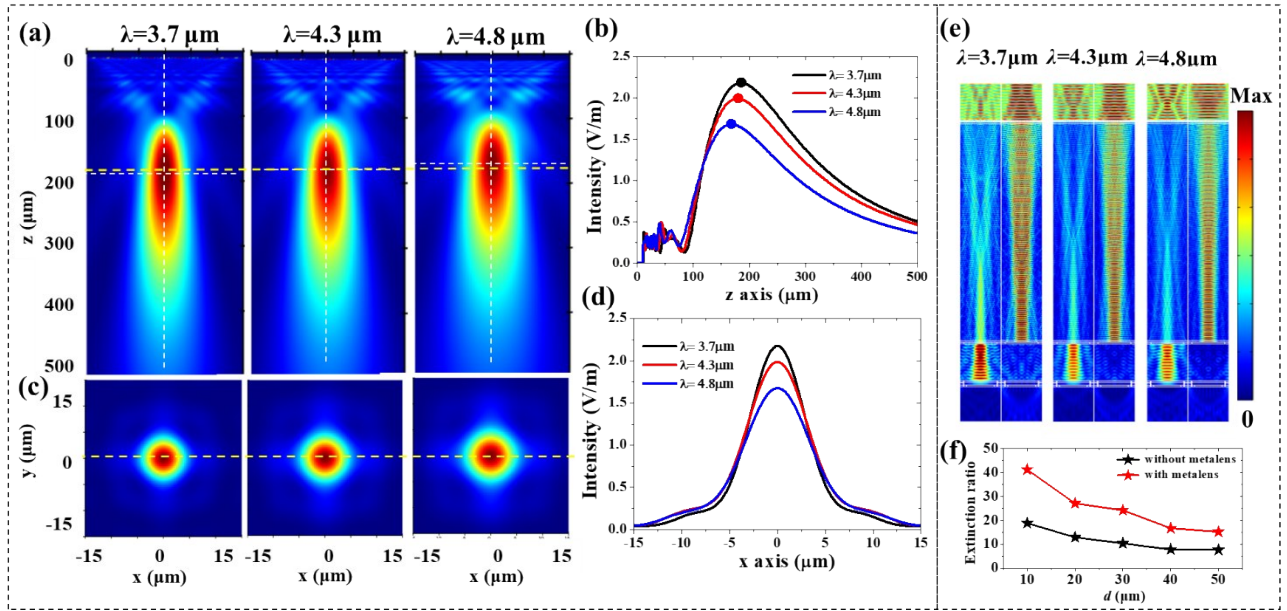 (a)
λ=3.7 μm
λ=4.3 μm
λ=4.8 μm
0
100
200
300
400
500
z (μm)
(c)
15
0
-15
y (μm)
-15
0
15
-15
0
15
-15
0
15
x (μm)
x (μm)
x (μm)
(b)
2.5
2.0
1.5
1.0
0.5
0.0
Intensity (V/m)
λ= 3.7μm
λ= 4.3μm
λ= 4.8μm
0
100
200
300
400
500
z axis (μm)
(d)
2.5
2.0
1.5
1.0
0.5
0.0
Intensity (V/m)
λ= 3.7μm
λ= 4.3μm
λ= 4.8μm
-15
-10
-5
0
5
10
15
x axis (μm)
(e)
λ=3.7μm
λ=4.3μm
λ=4.8μm
Max
0
(f)
50
40
30
20
10
0
Extinction ratio
without metalens
with metalens
10
20
30
40
50
d (μm)